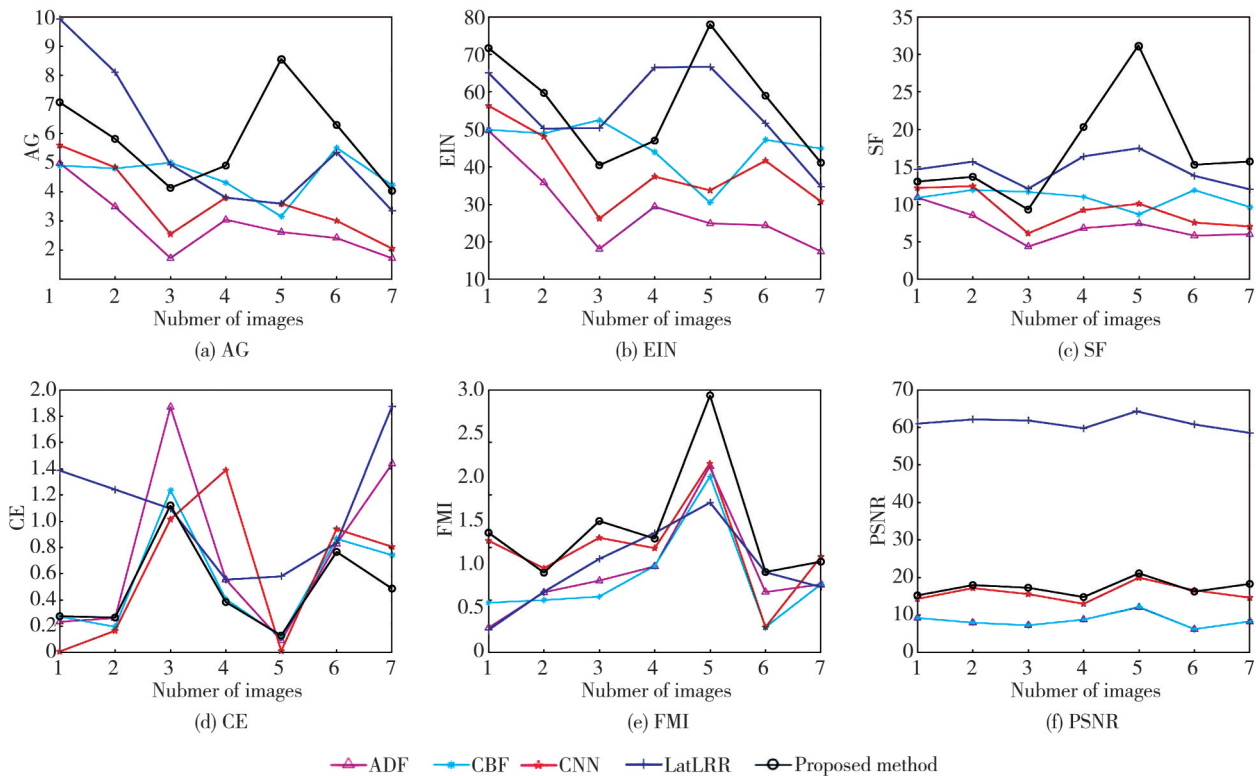 10
9
8
7
6
5
4
3
2
AG
1 2 3 4 5 6 7
Nubmer of images
(a) AG
80
70
60
50
40
30
20
10
EIN
1 2 3 4 5 6 7
Nubmer of images
(b) EIN
35
30
25
20
15
10
5
0
SF
1 2 3 4 5 6 7
Nubmer of images
(c) SF
2.0
1.8
1.6
1.4
1.2
1.0
0.8
0.6
0.4
0.2
0
CE
1 2 3 4 5 6 7
Nubmer of images
(d) CE
3.0
2.5
2.0
1.5
1.0
0.5
0
FMI
1 2 3 4 5 6 7
Nubmer of images
(e) FMI
70
60
50
40
30
20
10
0
PSNR
1 2 3 4 5 6 7
Nubmer of images
(f) PSNR
ADF CBF CNN LatLRR Proposed method